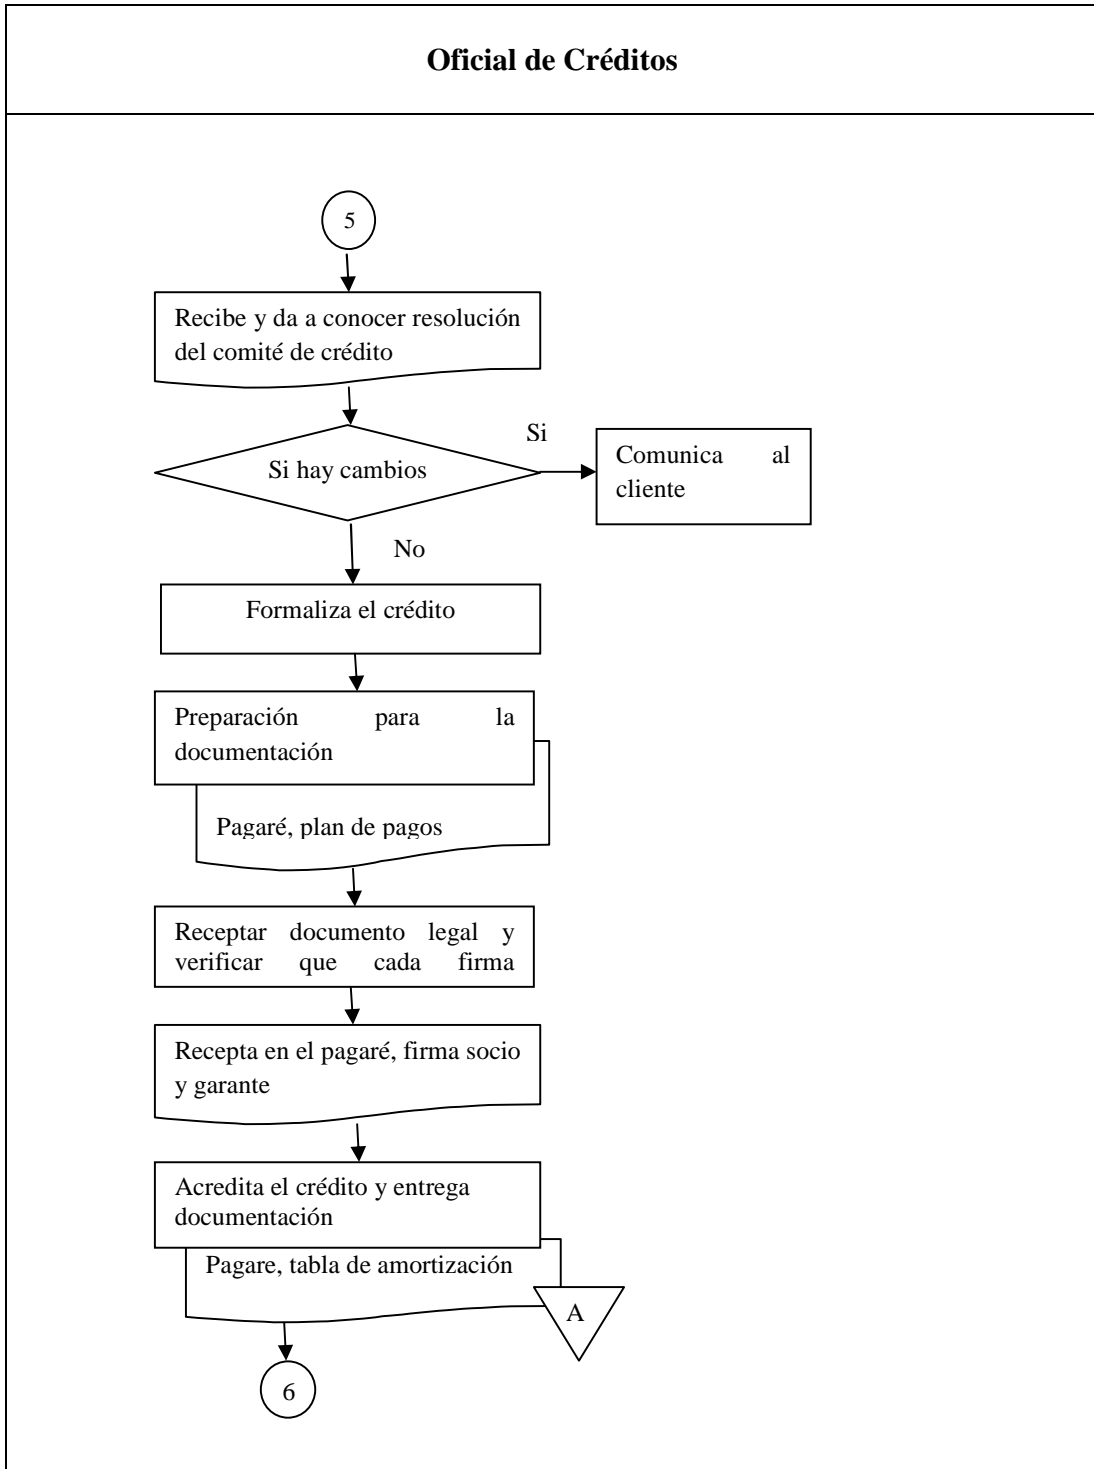 Oficial de Créditos
5
Recibe y da a conocer resolución
del comité de crédito
Si
Si hay cambios
Comunica al
cliente
No
Formaliza el crédito
Preparación para la
documentación
Pagaré, plan de pagos
Receptar documento legal y
verificar que cada firma
Recepta en el pagaré, firma socio
y garante
Acredita el crédito y entrega
documentación
Pagare, tabla de amortización
A
6